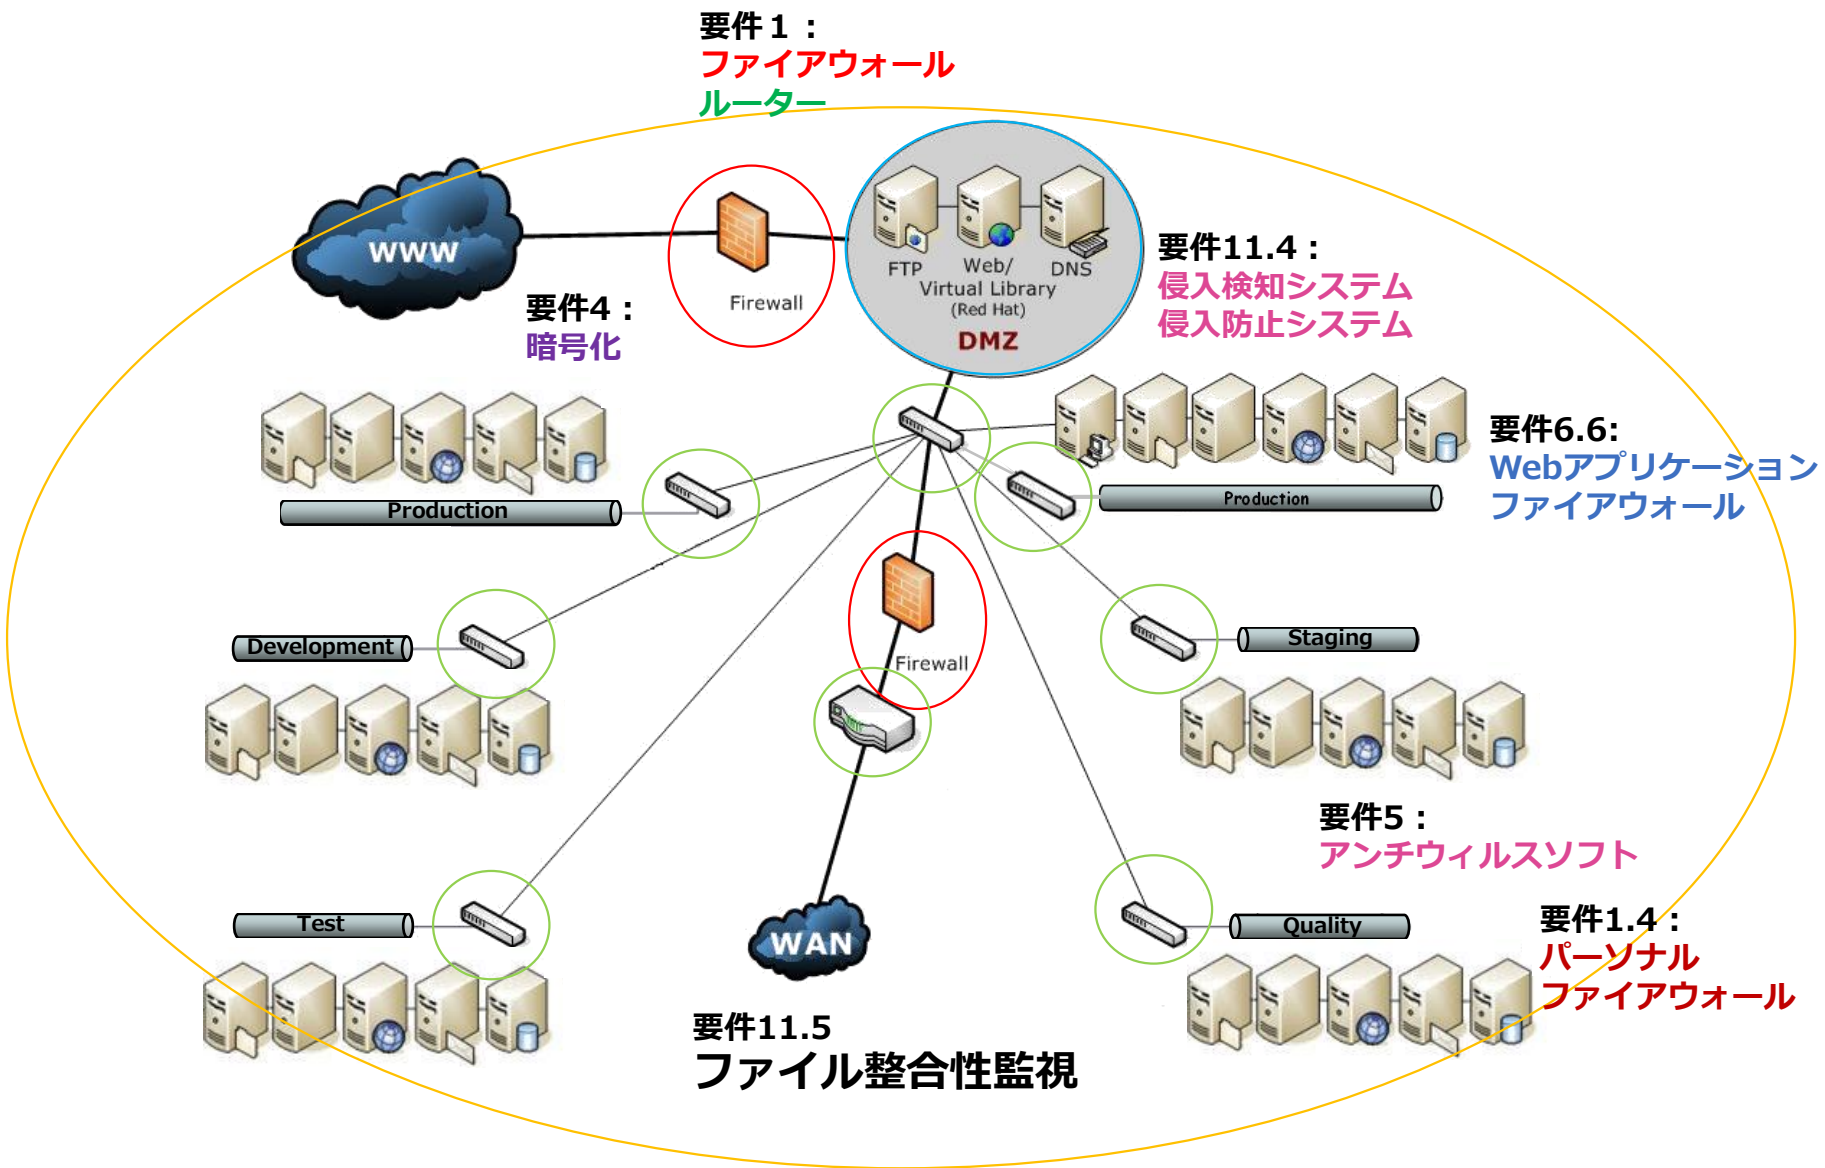 要件１：
ファイアウォール
ルーター
WWW
Firewall
FTP
Web/
Virtual Library
(Red Hat)
DNS
DMZ
要件11.4：
侵入検知システム
侵入防止システム
要件4：
暗号化
要件6.6:
Webアプリケーション
ファイアウォール
Production
Production
Development
Firewall
Staging
要件5：
アンチウィルスソフト
Test
WAN
Quality
要件1.4：
パーソナル
ファイアウォール
要件11.5
ファイル整合性監視